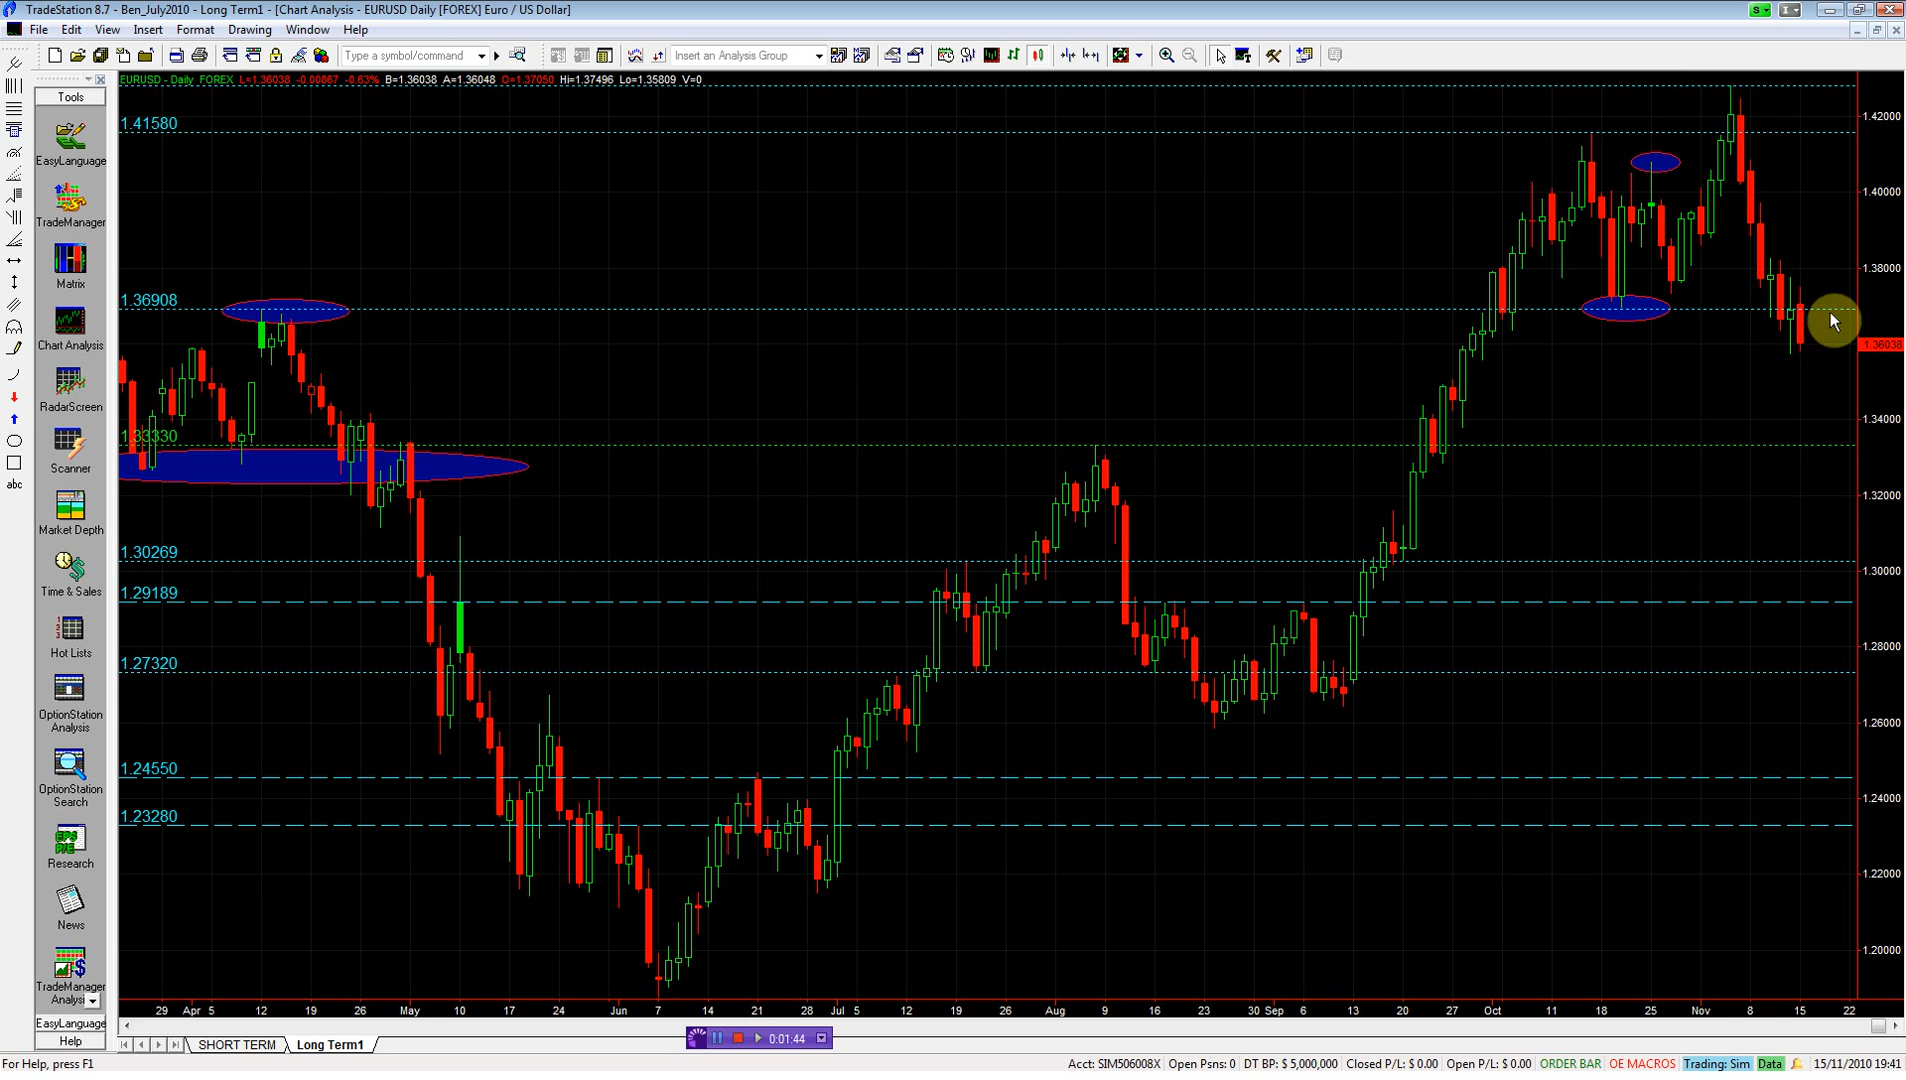 TradeStation 8.7 - Ben_July2010 - Long Term1 - [Chart Analysis - EURUSD Daily [FOREX] Euro / US Dollar]
File Edit View Insert Format Drawing Window Help
Type a symbol/command Insert an Analysis Group
EURUSD - Daily FOREX L=1.36038 -0.00867 -0.63% B=1.36038 A=1.36048 O=1.37050 Hi=1.37496 Lo=1.35809 V=0
Tools
EasyLanguage
TradeManager
Matrix
Chart Analysis
RadarScreen
Scanner
Market Depth
Time & Sales
Hot Lists
OptionStation
Analysis
OptionStation
Search
EPS
P/E
Research
News
TradeManager
Analysi
EasyLanguage
Help
abc
1.41580
1.36908
1.33330
1.30269
1.29189
1.27320
1.24550
1.23280
1.42000
1.40000
1.38000
1.36038
1.34000
1.32000
1.30000
1.28000
1.26000
1.24000
1.22000
1.20000
29 Apr 5 12 19 26 May 10 17 24 Jun 7 14 21 28 Jul 5 12 19 26 Aug 9 16 23 30 Sep 6 13 20 27 Oct 11 18 25 Nov 8 15 22
SHORT TERM Long Term1
0:01:44
For Help, press F1
Acct: SIM506008X Open Psns: 0 DT BP: $ 5,000,000 Closed P/L: $ 0.00 Open P/L: $ 0.00 ORDER BAR OE MACROS Trading: Sim Data 15/11/2010 19:41